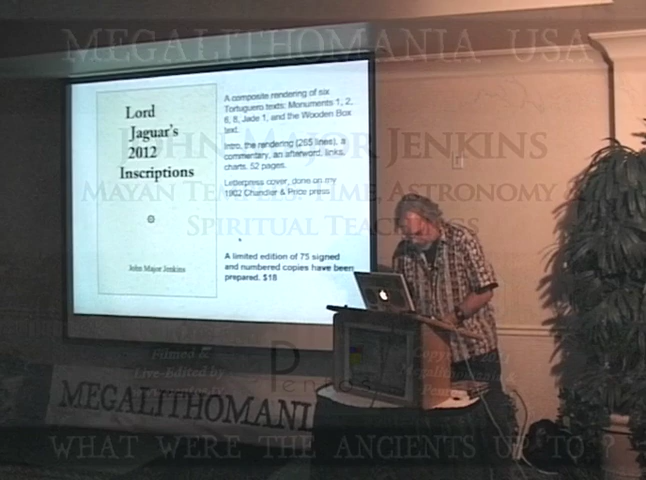 MEGALITHOMANIA USA
Lord
Jaguar's
2012
Inscriptions
John Major Jenkins
A composite rendering of six
Tortuguero texts: Monuments 1, 2,
6, 8, Jade 1, and the Wooden Box
text.
Intro, the rendering (265 lines), a
commentary, an afterword, links,
charts. 52 pages.
Letterpress cover, done on my
1902 Chandler & Price press
A limited edition of 75 signed
and numbered copies have been
prepared. $18
John Major Jenkins
Mayan Temples: Time, Astronomy &
Spiritual Teachings
Filmed &
Live-Edited by
Pentos
Copyright
Megalithomania
MEGALITHOMANI
WHAT WERE THE ANCIENTS UP TO?